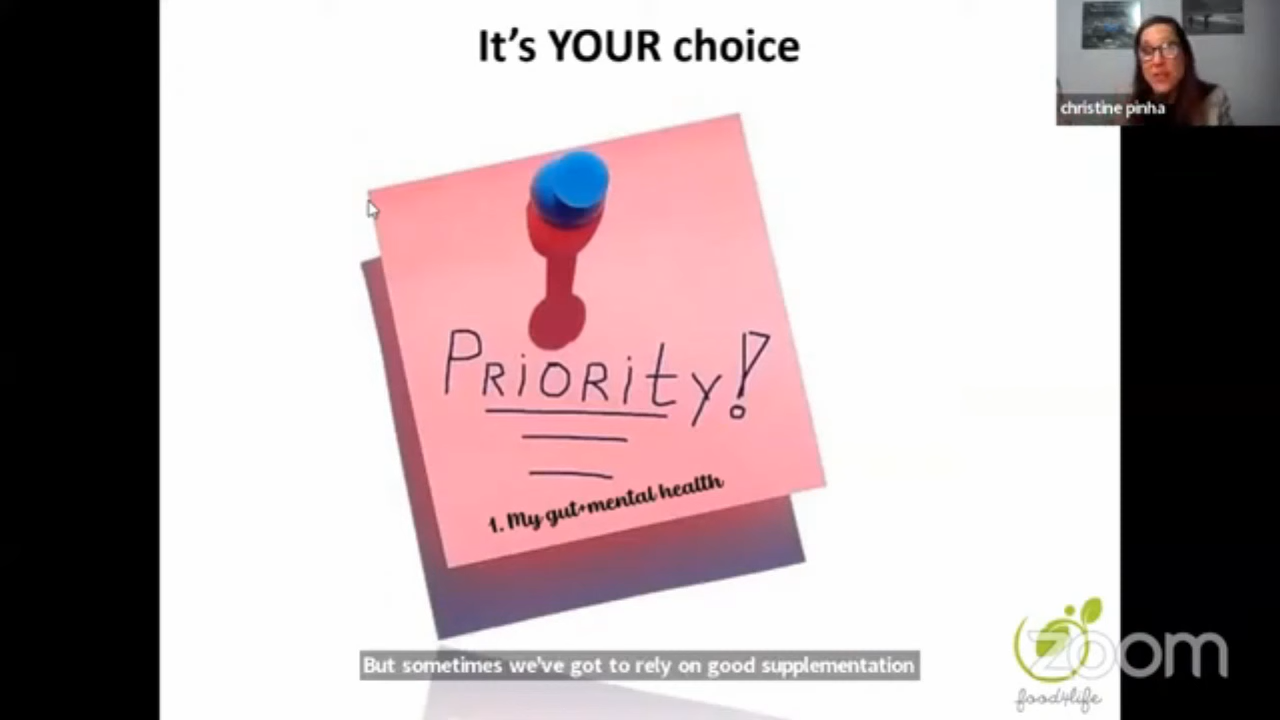 It's YOUR choice
christine pinha
PRiORity!
1. My gut+mental health
But sometimes we've got to rely on good supplementation
zoom
food4life